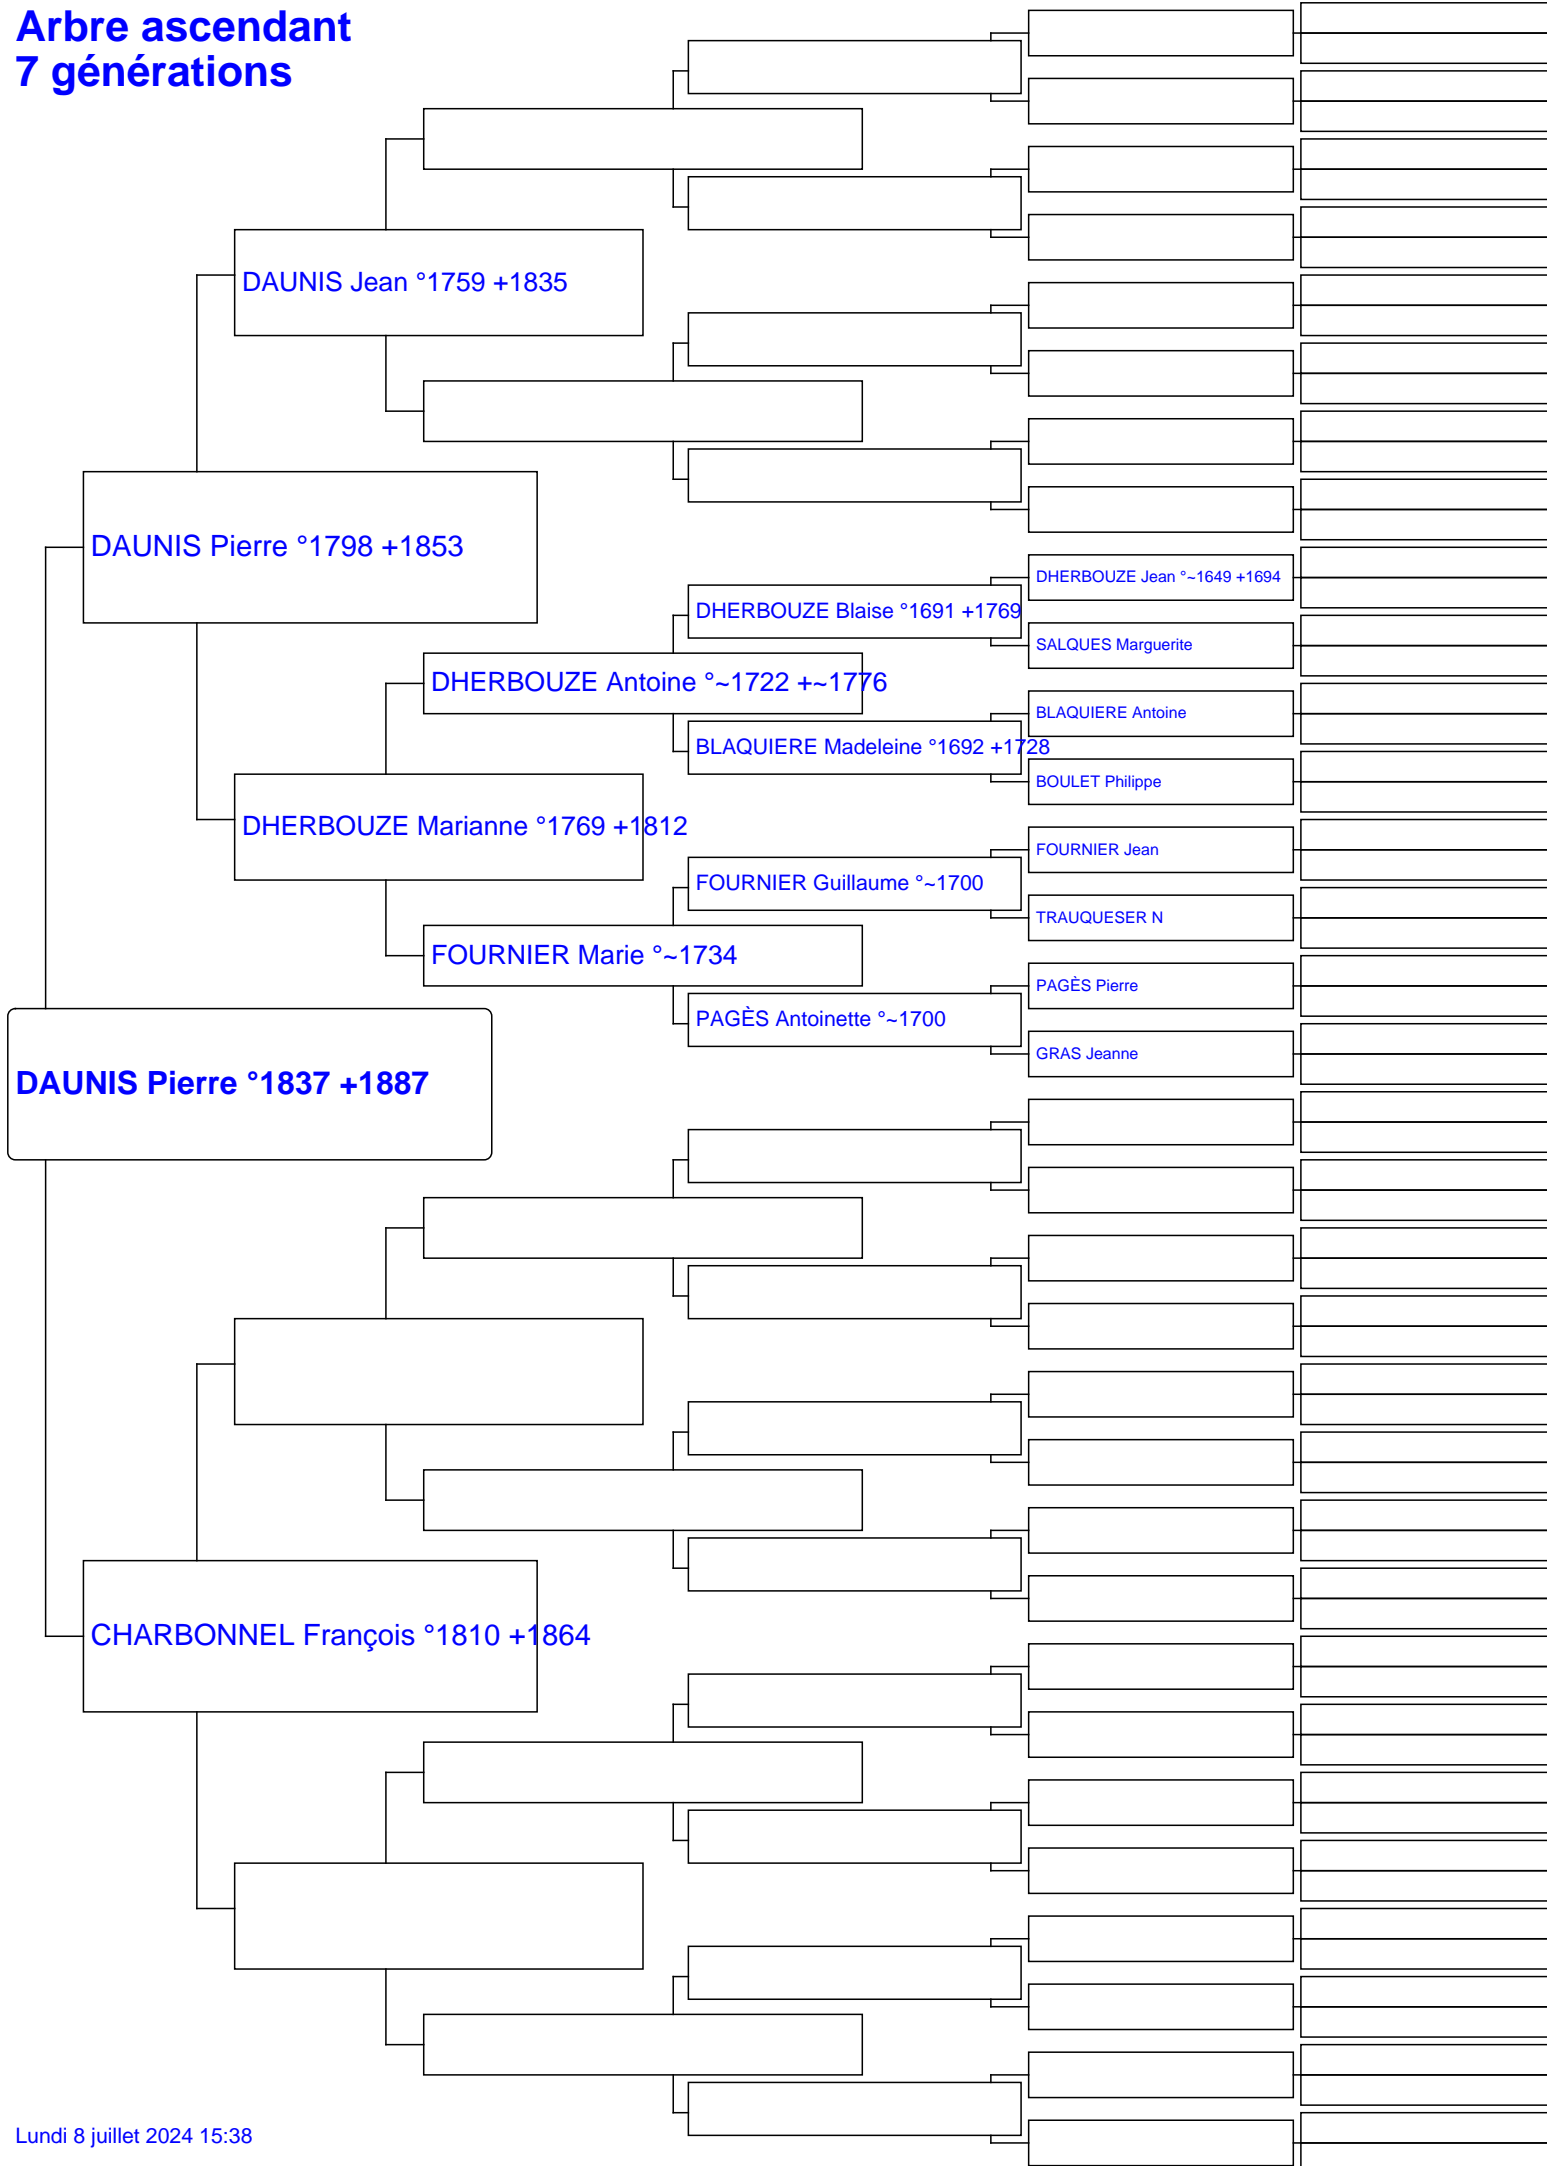 Arbre ascendant
7 générations
DAUNIS Jean °1759 +1835
DAUNIS Pierre °1798 +1853
DHERBOUZE Jean °~1649 +1694
DHERBOUZE Blaise °1691 +1769
SALQUES Marguerite
DHERBOUZE Antoine °~1722 +~1776
BLAQUIERE Antoine
BLAQUIERE Madeleine °1692 +1728
BOULET Philippe
DHERBOUZE Marianne °1769 +1812
FOURNIER Jean
FOURNIER Guillaume °~1700
TRAUQUESER N
FOURNIER Marie °~1734
PAGÈS Pierre
PAGÈS Antoinette °~1700
GRAS Jeanne
DAUNIS Pierre °1837 +1887
CHARBONNEL François °1810 +1864
Lundi 8 juillet 2024 15:38